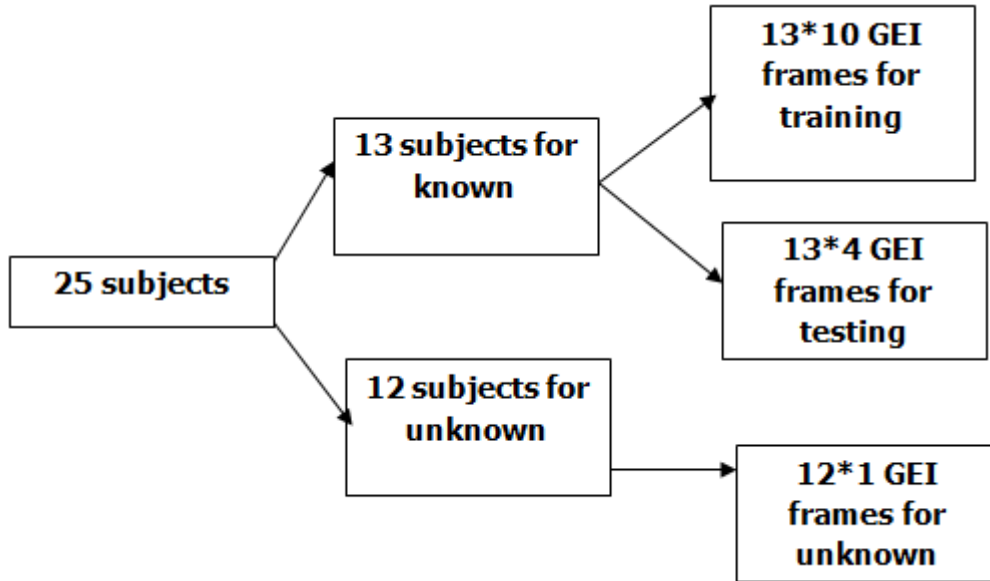 25 subjects
13 subjects for
known
12 subjects for
unknown
13*10 GEI
frames for
training
13*4 GEI
frames for
testing
12*1 GEI
frames for
unknown